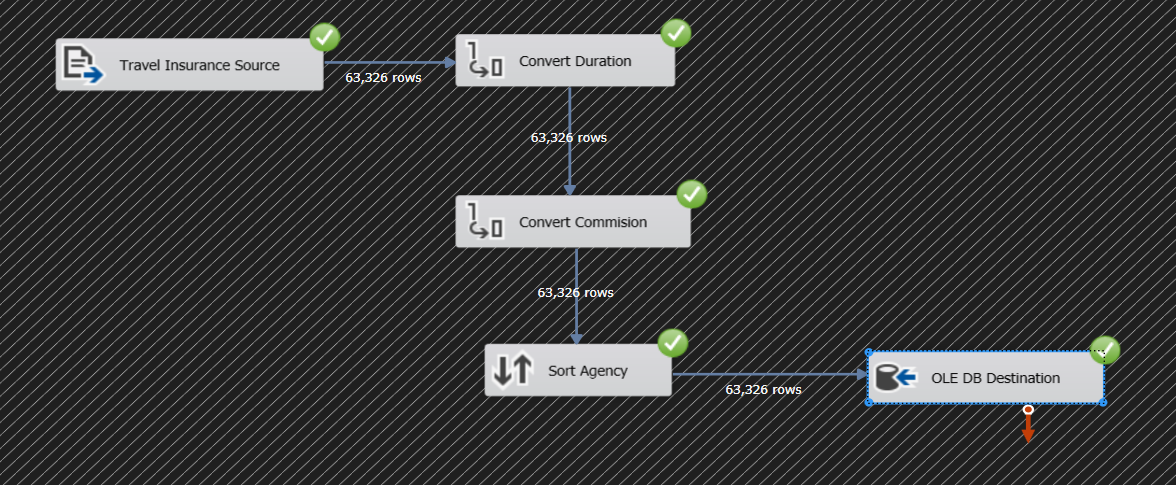 Travel Insurance Source
63,326 rows
Convert Duration
63,326 rows
Convert Commision
63,326 rows
Sort Agency
63,326 rows
OLE DB Destination